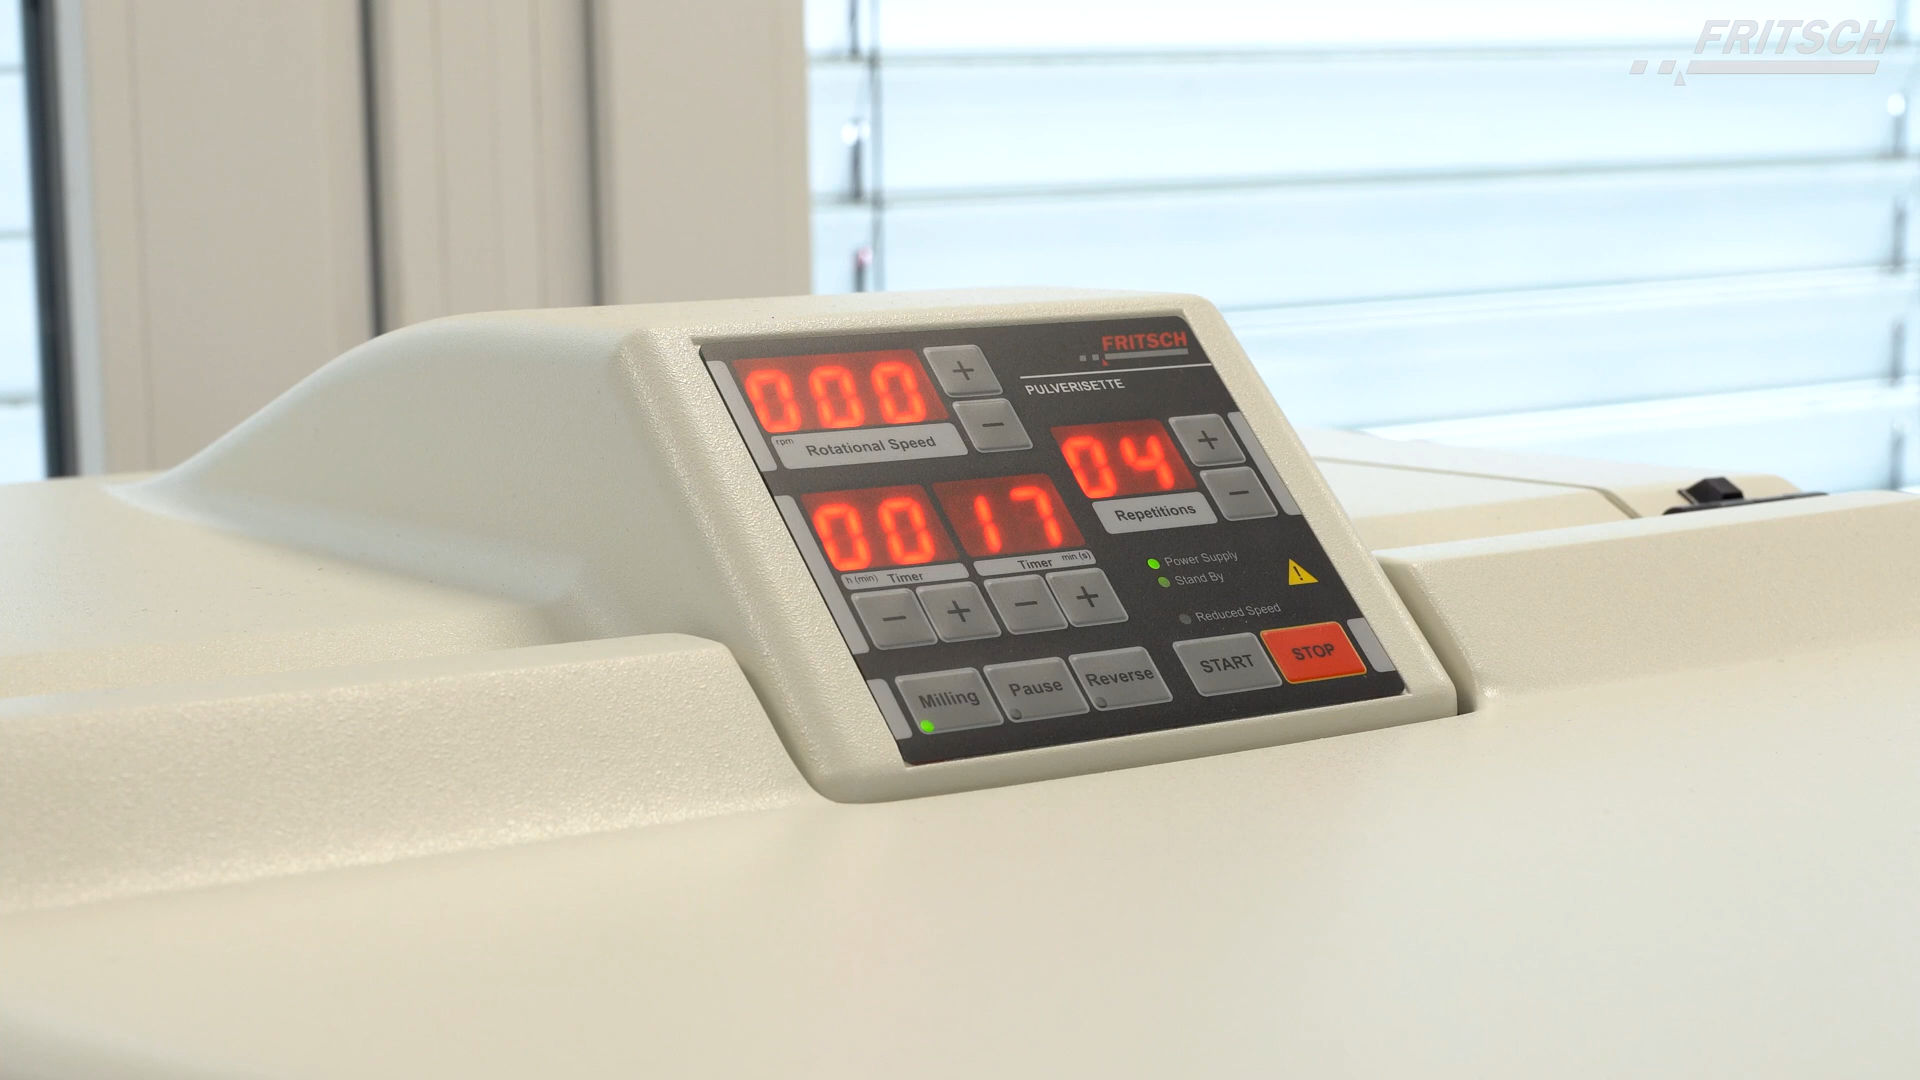 FRITSCH
FRITSCH
PULVERISETTE
000
+
−
rpm
Rotational Speed
04
+
−
Repetitions
00 17
h (min) Timer
Timer min (s)
− + − +
Power Supply
Stand By
Reduced Speed
Milling Pause Reverse START STOP